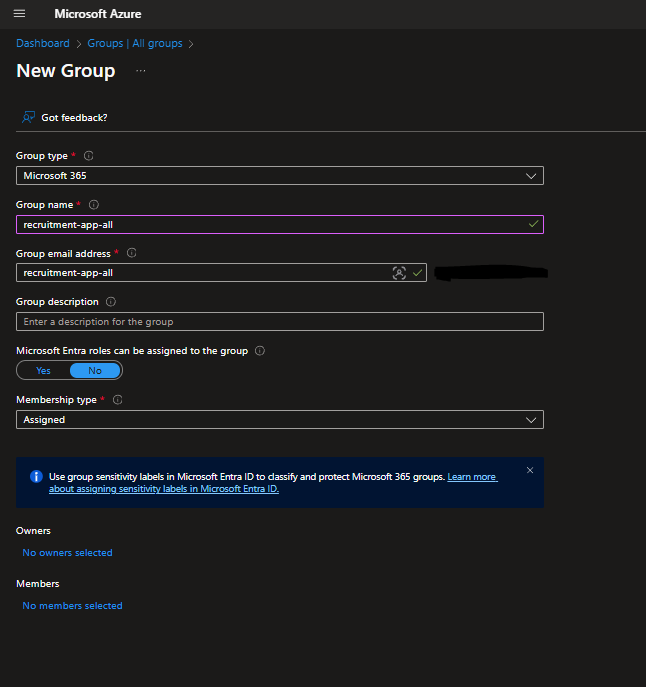 Microsoft Azure
Dashboard > Groups | All groups >
New Group ...
Got feedback?
Group type *
Microsoft 365
Group name *
recruitment-app-all
Group email address *
recruitment-app-all
Group description
Enter a description for the group
Microsoft Entra roles can be assigned to the group
Yes No
Membership type *
Assigned
Use group sensitivity labels in Microsoft Entra ID to classify and protect Microsoft 365 groups. Learn more
about assigning sensitivity labels in Microsoft Entra ID.
Owners
No owners selected
Members
No members selected